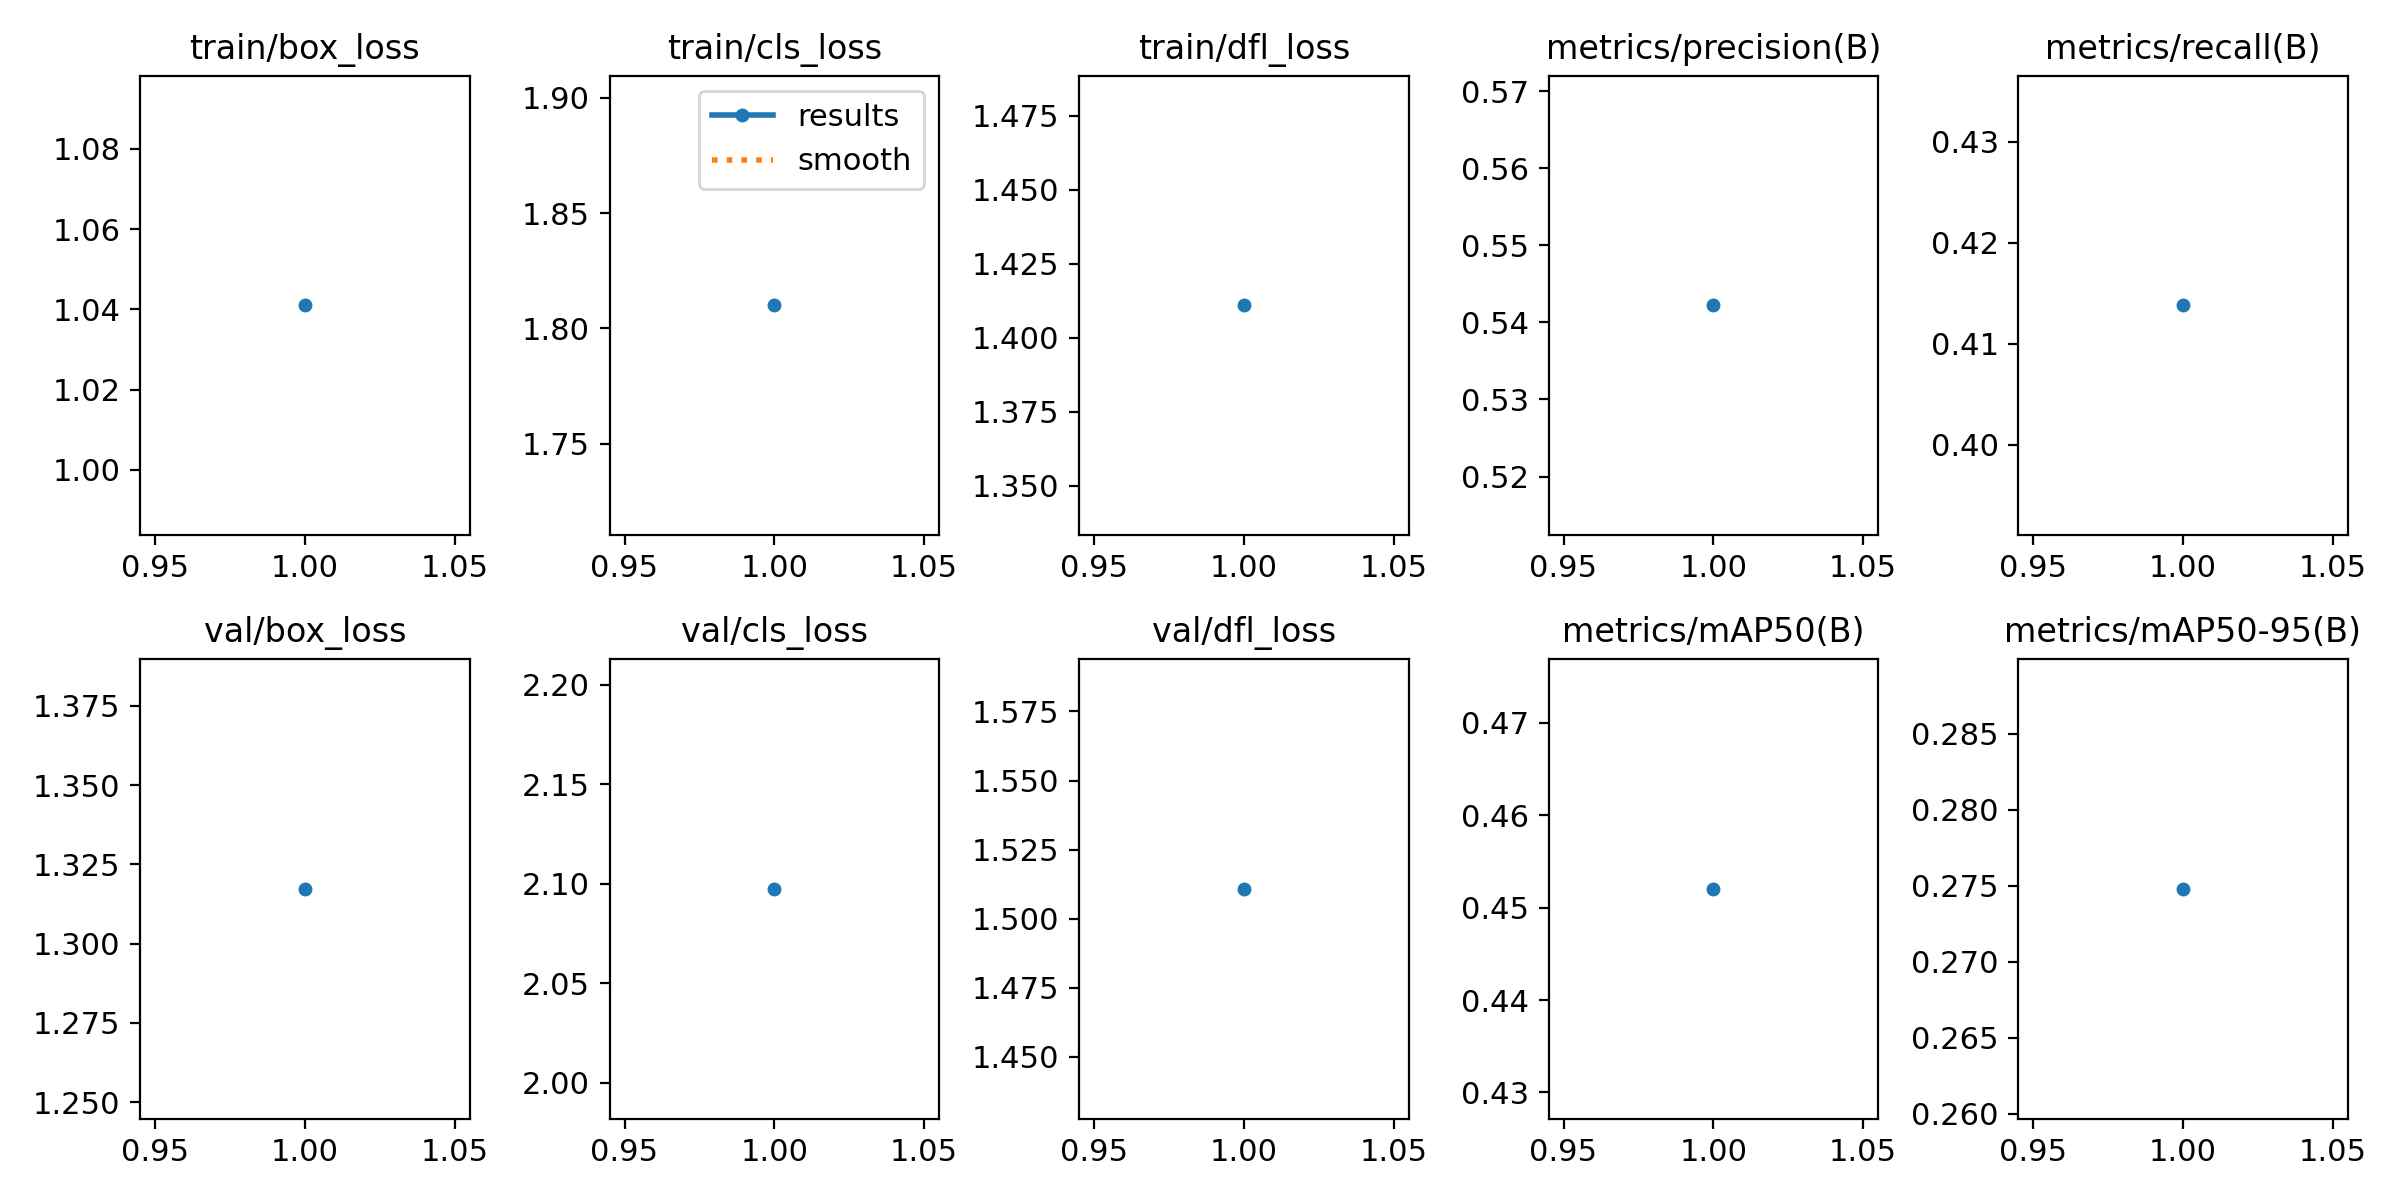 train/box_loss
1.08
1.06
1.04
1.02
1.00
0.95 1.00 1.05
train/cls_loss
results
smooth
1.90
1.85
1.80
1.75
0.95 1.00 1.05
train/dfl_loss
1.475
1.450
1.425
1.400
1.375
1.350
0.95 1.00 1.05
metrics/precision(B)
0.57
0.56
0.55
0.54
0.53
0.52
0.95 1.00 1.05
metrics/recall(B)
0.43
0.42
0.41
0.40
0.95 1.00 1.05
val/box_loss
1.375
1.350
1.325
1.300
1.275
1.250
0.95 1.00 1.05
val/cls_loss
2.20
2.15
2.10
2.05
2.00
0.95 1.00 1.05
val/dfl_loss
1.575
1.550
1.525
1.500
1.475
1.450
0.95 1.00 1.05
metrics/mAP50(B)
0.47
0.46
0.45
0.44
0.43
0.95 1.00 1.05
metrics/mAP50-95(B)
0.285
0.280
0.275
0.270
0.265
0.260
0.95 1.00 1.05